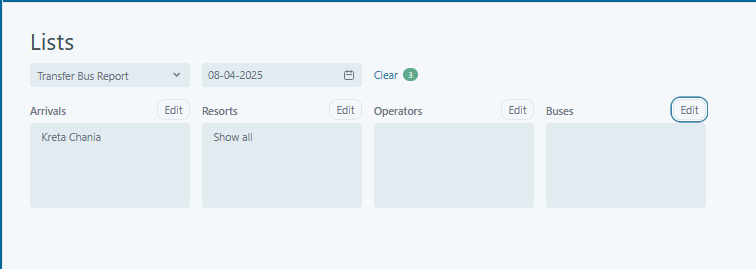 Lists
Transfer Bus Report
08-04-2025
Clear 3
Arrivals Edit
Resorts Edit
Operators Edit
Buses Edit
Kreta Chania
Show all